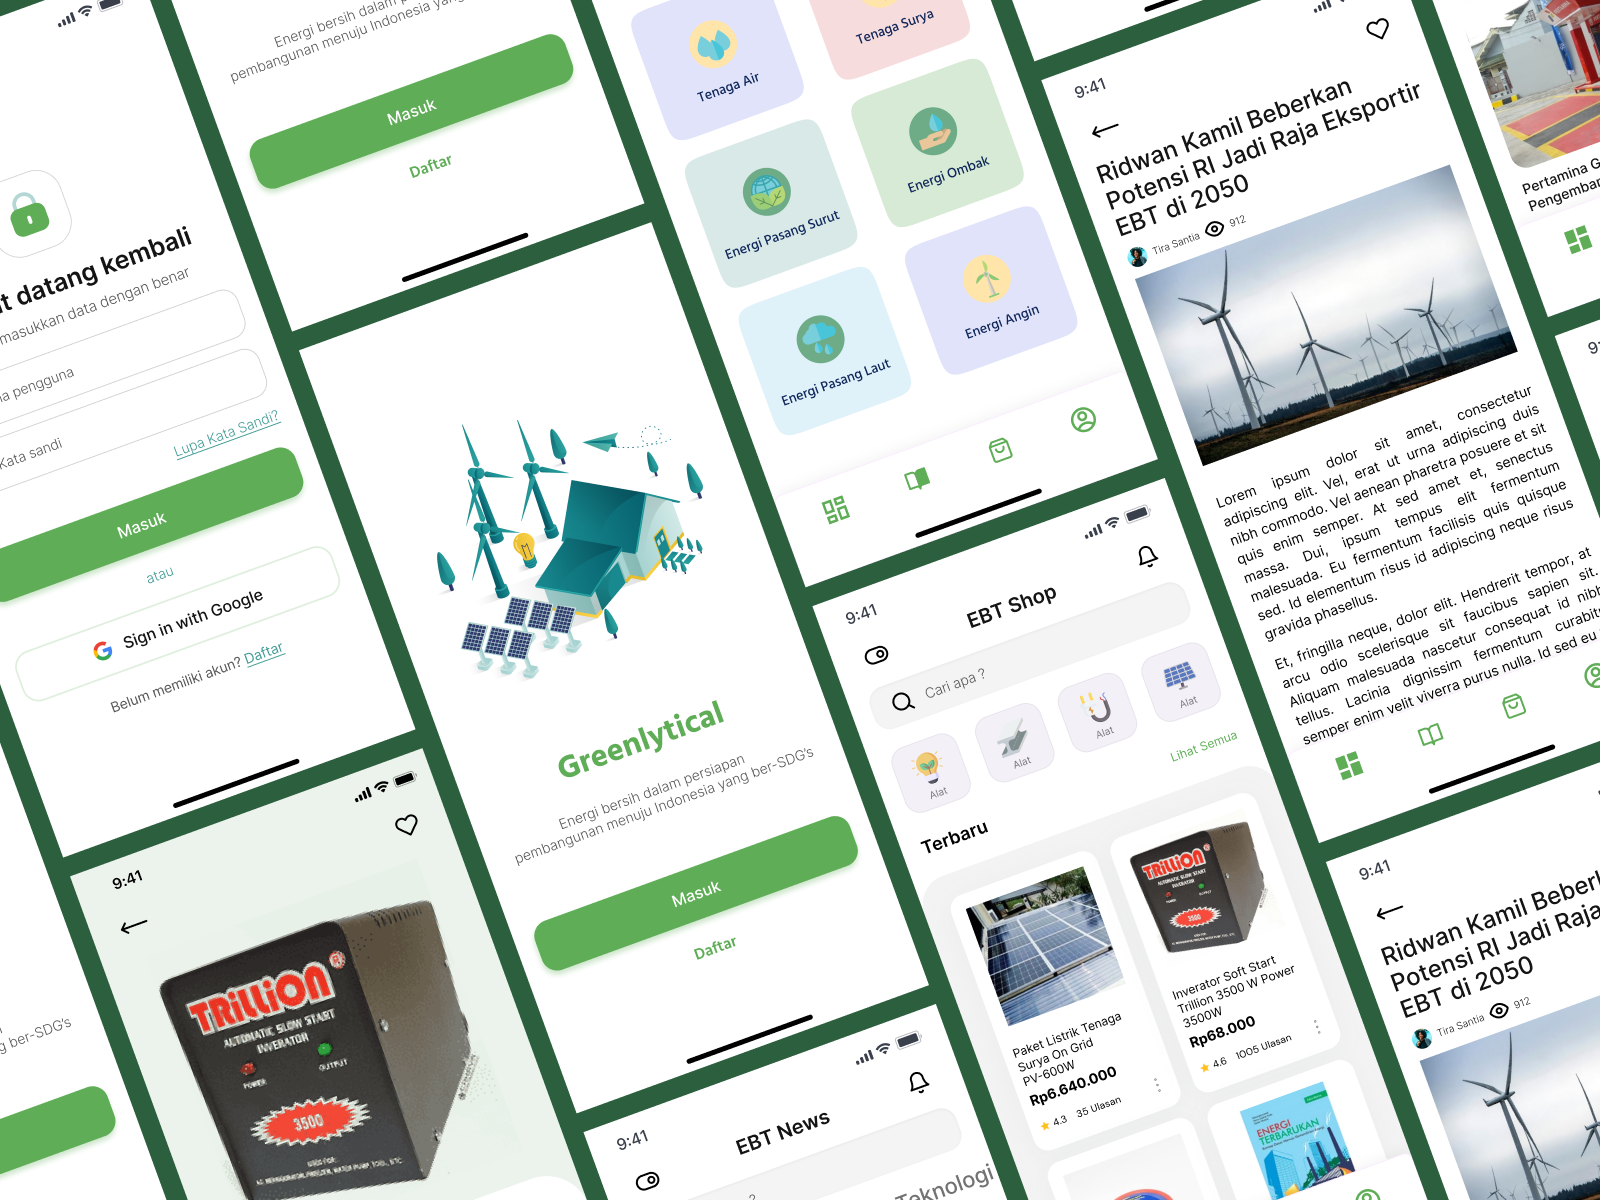 t datang kembali
masukkan data dengan benar
a pengguna
Kata sandi
Lupa Kata Sandi?
Masuk
atau
Sign in with Google
Belum memiliki akun? Daftar
g ber-SDG's
Energi bersih dalam
pembangunan menuju Indonesia yang
Masuk
Daftar
9:41
TRILLION
AUTOMATIC SLOW START
INVERATOR
POWER
OUTPUT
3500
Greenlytical
Energi bersih dalam persiapan
pembangunan menuju Indonesia yang ber-SDG's
Masuk
Daftar
9:41
EBT News
Teknologi
Tenaga Air
Tenaga Surya
Energi Pasang Surut
Energi Ombak
Energi Pasang Laut
Energi Angin
9:41
EBT Shop
Cari apa ?
Alat
Alat
Alat
Alat
Lihat Semua
Terbaru
Paket Listrik Tenaga
Surya On Grid
PV-600W
Rp6.640.000
4.3 35 Ulasan
TRILLION
AUTOMATIC SLOW START
INVERATOR
3500
Inverator Soft Start
Trillion 3500 W Power
3500W
Rp68.000
4.6 1005 Ulasan
ENERGI
TERBARUKAN
9:41
Ridwan Kamil Beberkan
Potensi RI Jadi Raja Eksportir
EBT di 2050
Tira Santia 912
Lorem ipsum dolor sit amet, consectetur
adipiscing elit. Vel, erat ut urna adipiscing duis
nibh commodo. Vel aenean pharetra posuere et sit
quis enim semper. At sed amet et, senectus
massa. Dui, ipsum tempus elit fermentum
malesuada. Eu fermentum facilisis quis quisque
sed. Id elementum risus id adipiscing neque risus
gravida phasellus.
Et, fringilla neque, dolor elit. Hendrerit tempor, at
arcu odio scelerisque sit faucibus sapien sit.
Aliquam malesuada nascetur consequat id nibh
tellus. Lacinia dignissim fermentum
semper enim velit viverra purus nulla. Id sed eu
Pertamina G
Pengemban
9:41
Ridwan Kamil Beber
Potensi RI Jadi Raja
EBT di 2050
Tira Santia 912